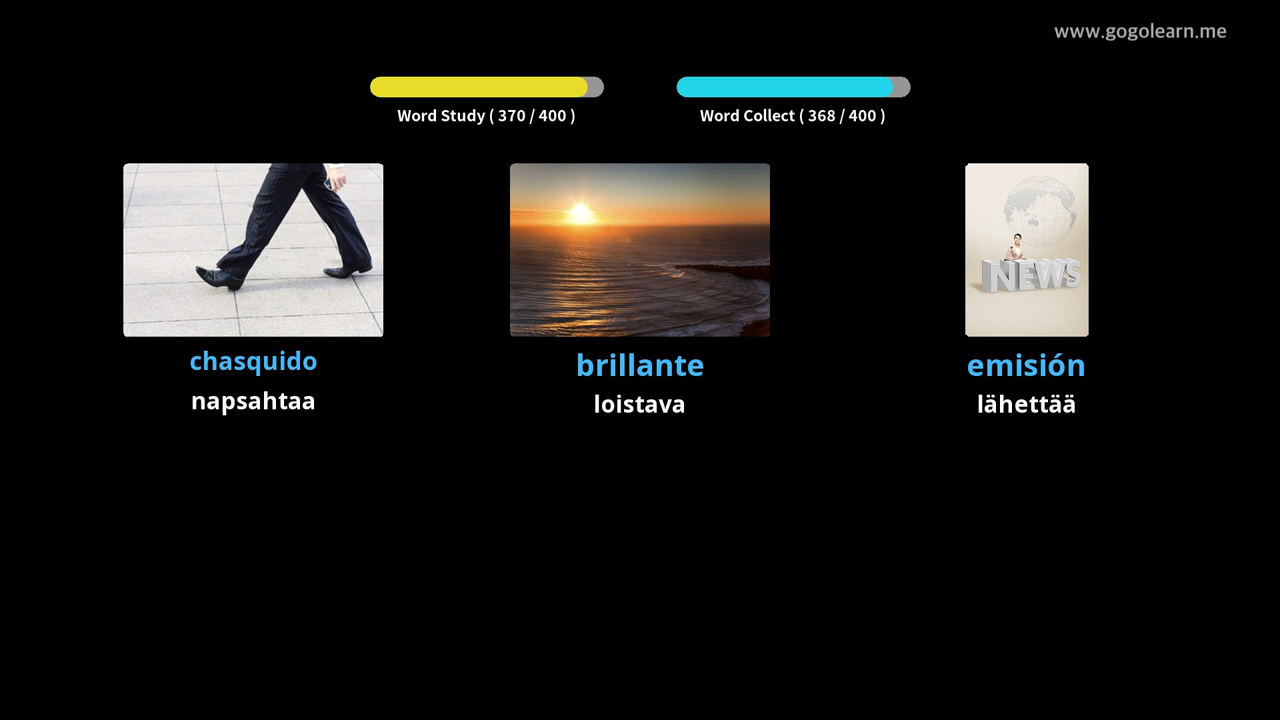 www.gogolearn.me
Word Study ( 370 / 400 )
Word Collect ( 368 / 400 )
NEWS
chasquido
brillante
emisión
napsahtaa
loistava
lähettää